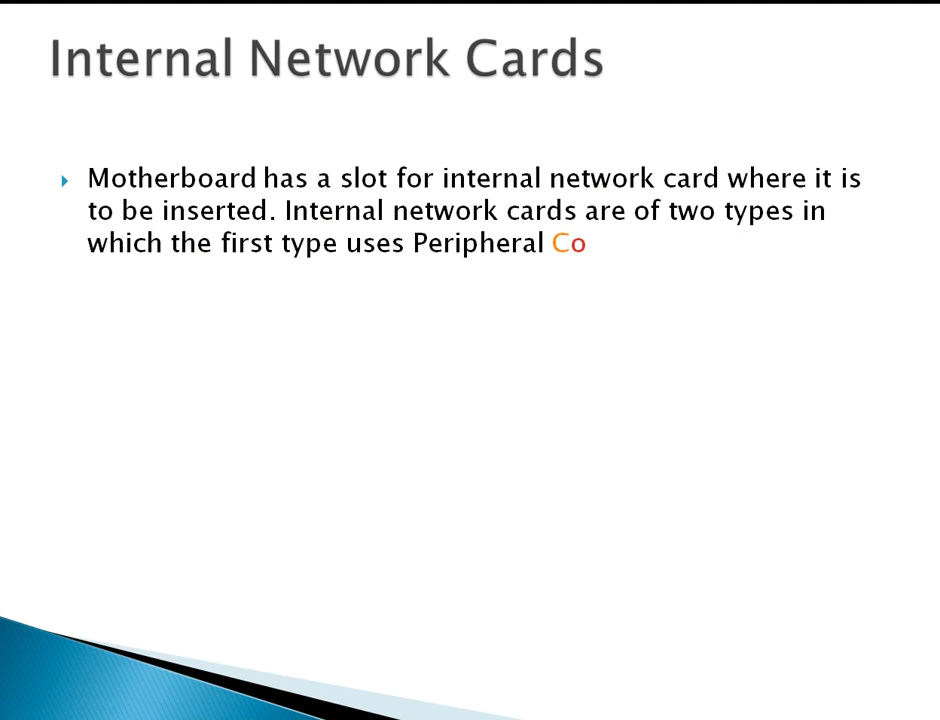 Internal Network Cards
Motherboard has a slot for internal network card where it is
to be inserted. Internal network cards are of two types in
which the first type uses Peripheral Co